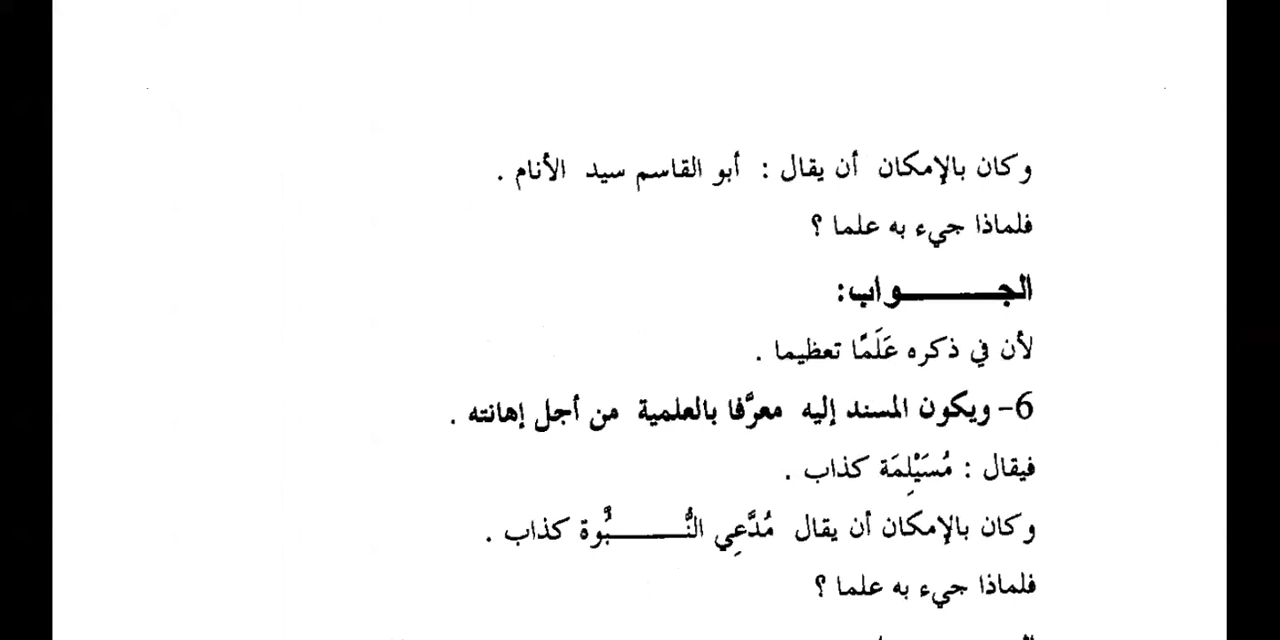 وكان بالإمكان أن يقال : أبو القاسم سيد الأنام .
فلماذا جيء به علما ؟
الجـــــــواب:
لأن في ذكره عَلَمًا تعظيما .
6- ويكون المسند إليه معرَّفا بالعلمية من أجل إهانته .
فيقال : مُسَيْلِمَة كذاب .
وكان بالإمكان أن يقال مُدَّعِي النُّـــــــبُّوة كذاب .
فلماذا جيء به علما ؟